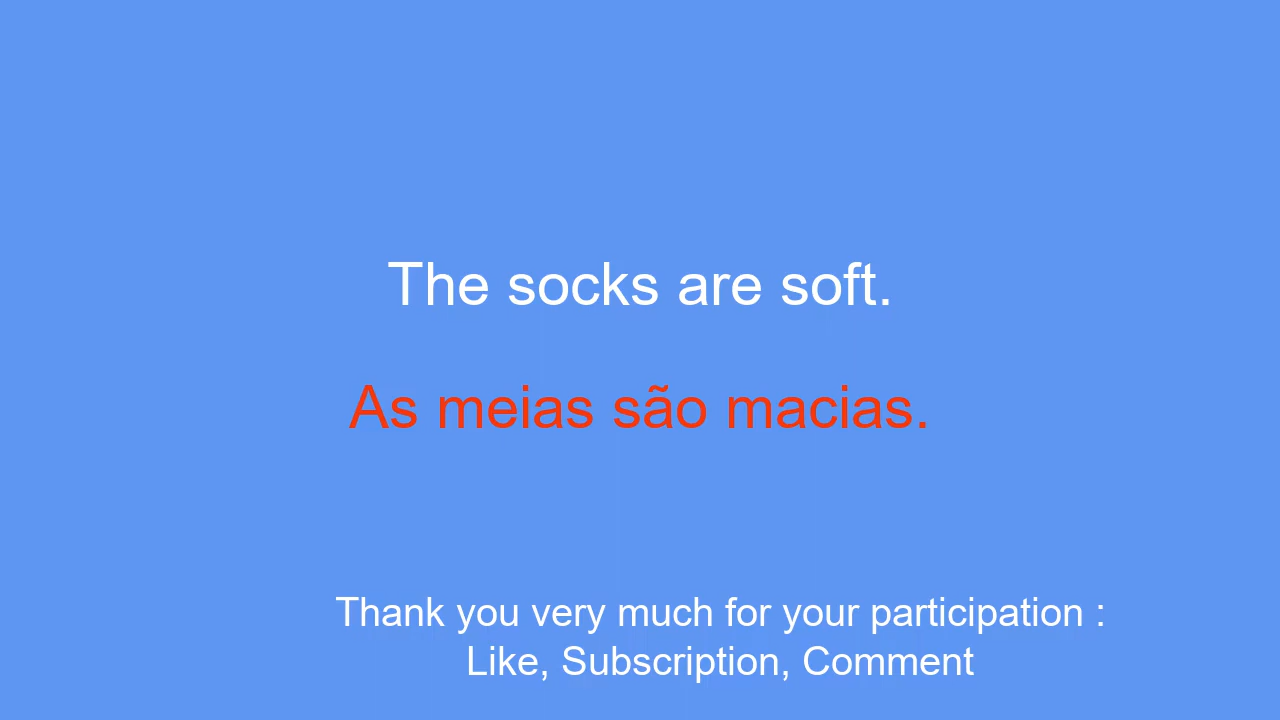 The socks are soft.
As meias são macias.
Thank you very much for your participation :
Like, Subscription, Comment